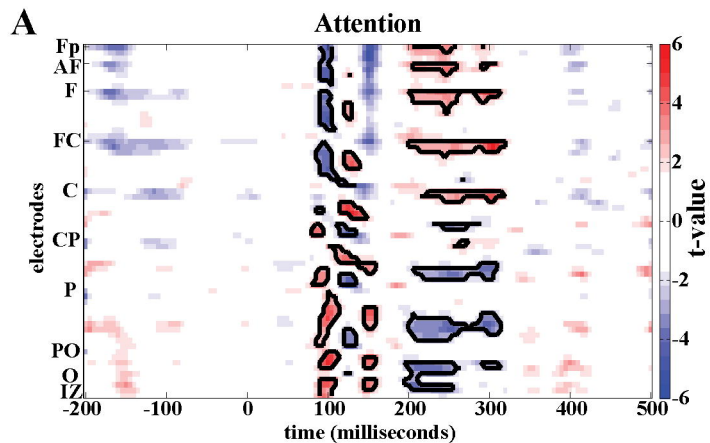 A
Attention
Fp
AF
F
FC
C
CP
P
PO
O
IZ
electrodes
-200
-100
0
100
200
300
400
500
time (milliseconds)
6
4
2
0
-2
-4
-6
t-value